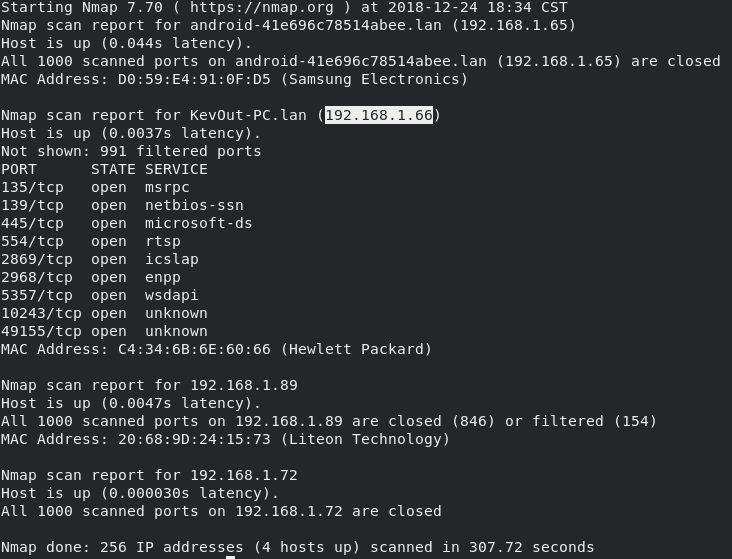 Starting Nmap 7.70 ( https://nmap.org ) at 2018-12-24 18:34 CST
Nmap scan report for android-41e696c78514abee.lan (192.168.1.65)
Host is up (0.044s latency).
All 1000 scanned ports on android-41e696c78514abee.lan (192.168.1.65) are closed
MAC Address: D0:59:E4:91:0F:D5 (Samsung Electronics)

Nmap scan report for KevOut-PC.lan (192.168.1.66)
Host is up (0.0037s latency).
Not shown: 991 filtered ports
PORT      STATE SERVICE
135/tcp   open  msrpc
139/tcp   open  netbios-ssn
445/tcp   open  microsoft-ds
554/tcp   open  rtsp
2869/tcp  open  icslap
2968/tcp  open  enpp
5357/tcp  open  wsdapi
10243/tcp open  unknown
49155/tcp open  unknown
MAC Address: C4:34:6B:6E:60:66 (Hewlett Packard)

Nmap scan report for 192.168.1.89
Host is up (0.0047s latency).
All 1000 scanned ports on 192.168.1.89 are closed (846) or filtered (154)
MAC Address: 20:68:9D:24:15:73 (Liteon Technology)

Nmap scan report for 192.168.1.72
Host is up (0.000030s latency).
All 1000 scanned ports on 192.168.1.72 are closed

Nmap done: 256 IP addresses (4 hosts up) scanned in 307.72 seconds